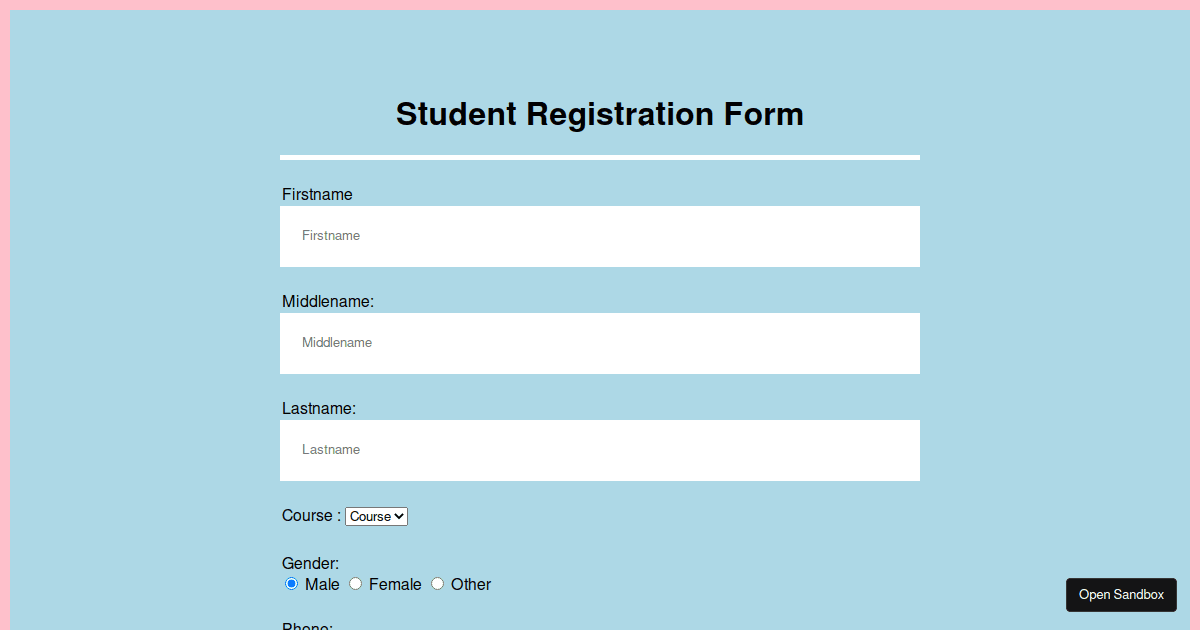 Student Registration Form
Firstname
Firstname
Middlename:
Middlename
Lastname:
Lastname
Course : Course
Gender:
Male Female Other
Phone:
Open Sandbox